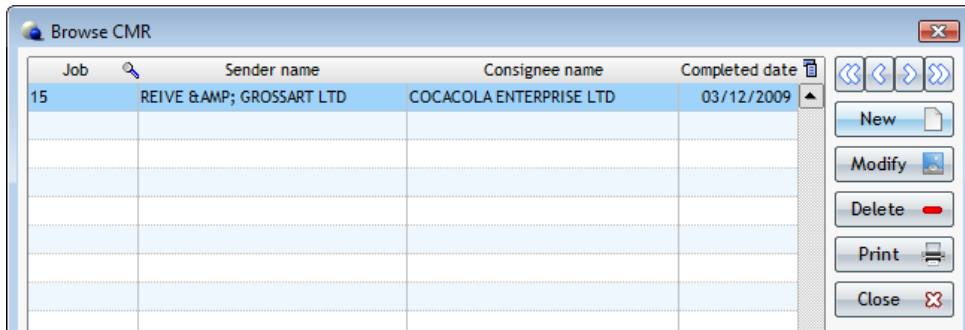 Browse CMR
Job Sender name Consignee name Completed date
15 REIVE &AMP; GROSSART LTD COCACOLA ENTERPRISE LTD 03/12/2009
New
Modify
Delete
Print
Close